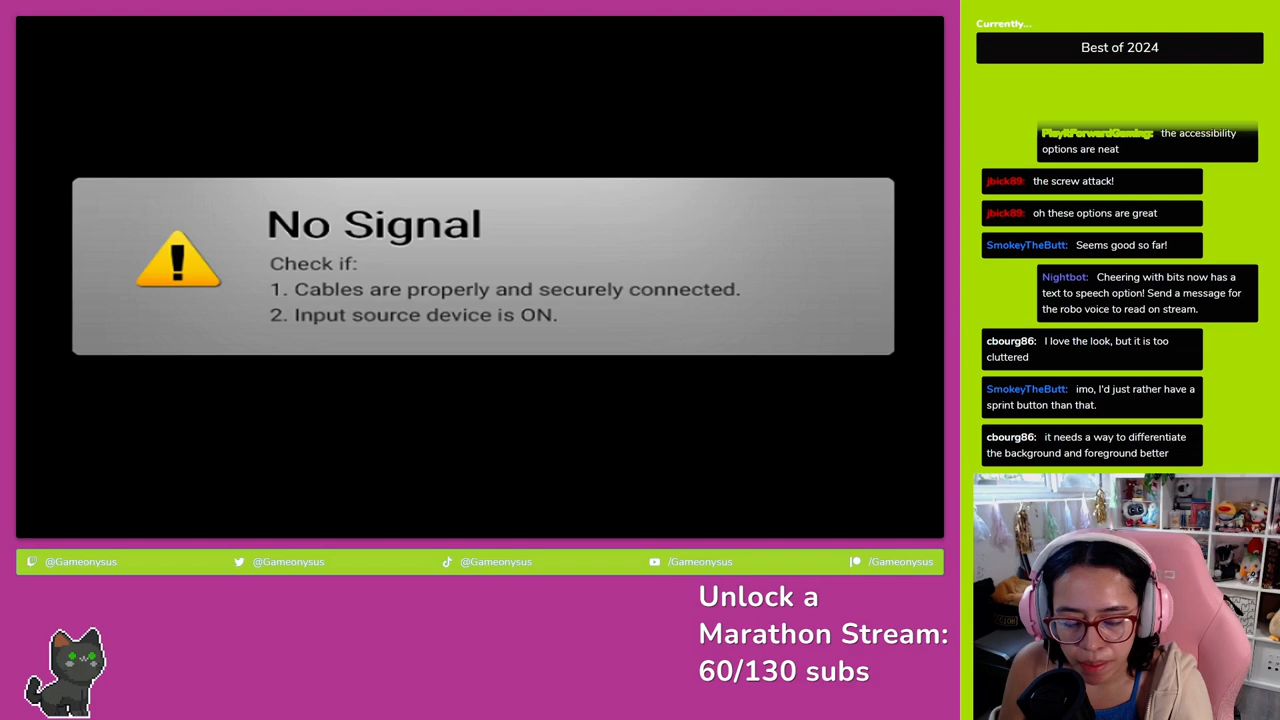 Currently...
Best of 2024
PlayItForwardGaming: the accessibility
options are neat
jbick89: the screw attack!
jbick89: oh these options are great
SmokeyTheButt: Seems good so far!
Nightbot: Cheering with bits now has a
text to speech option! Send a message for
the robo voice to read on stream.
cbourg86: I love the look, but it is too
cluttered
SmokeyTheButt: imo, I'd just rather have a
sprint button than that.
cbourg86: it needs a way to differentiate
the background and foreground better
No Signal
Check if:
1. Cables are properly and securely connected.
2. Input source device is ON.
@Gameonysus
@Gameonysus
@Gameonysus
/Gameonysus
/Gameonysus
Unlock a
Marathon Stream:
60/130 subs